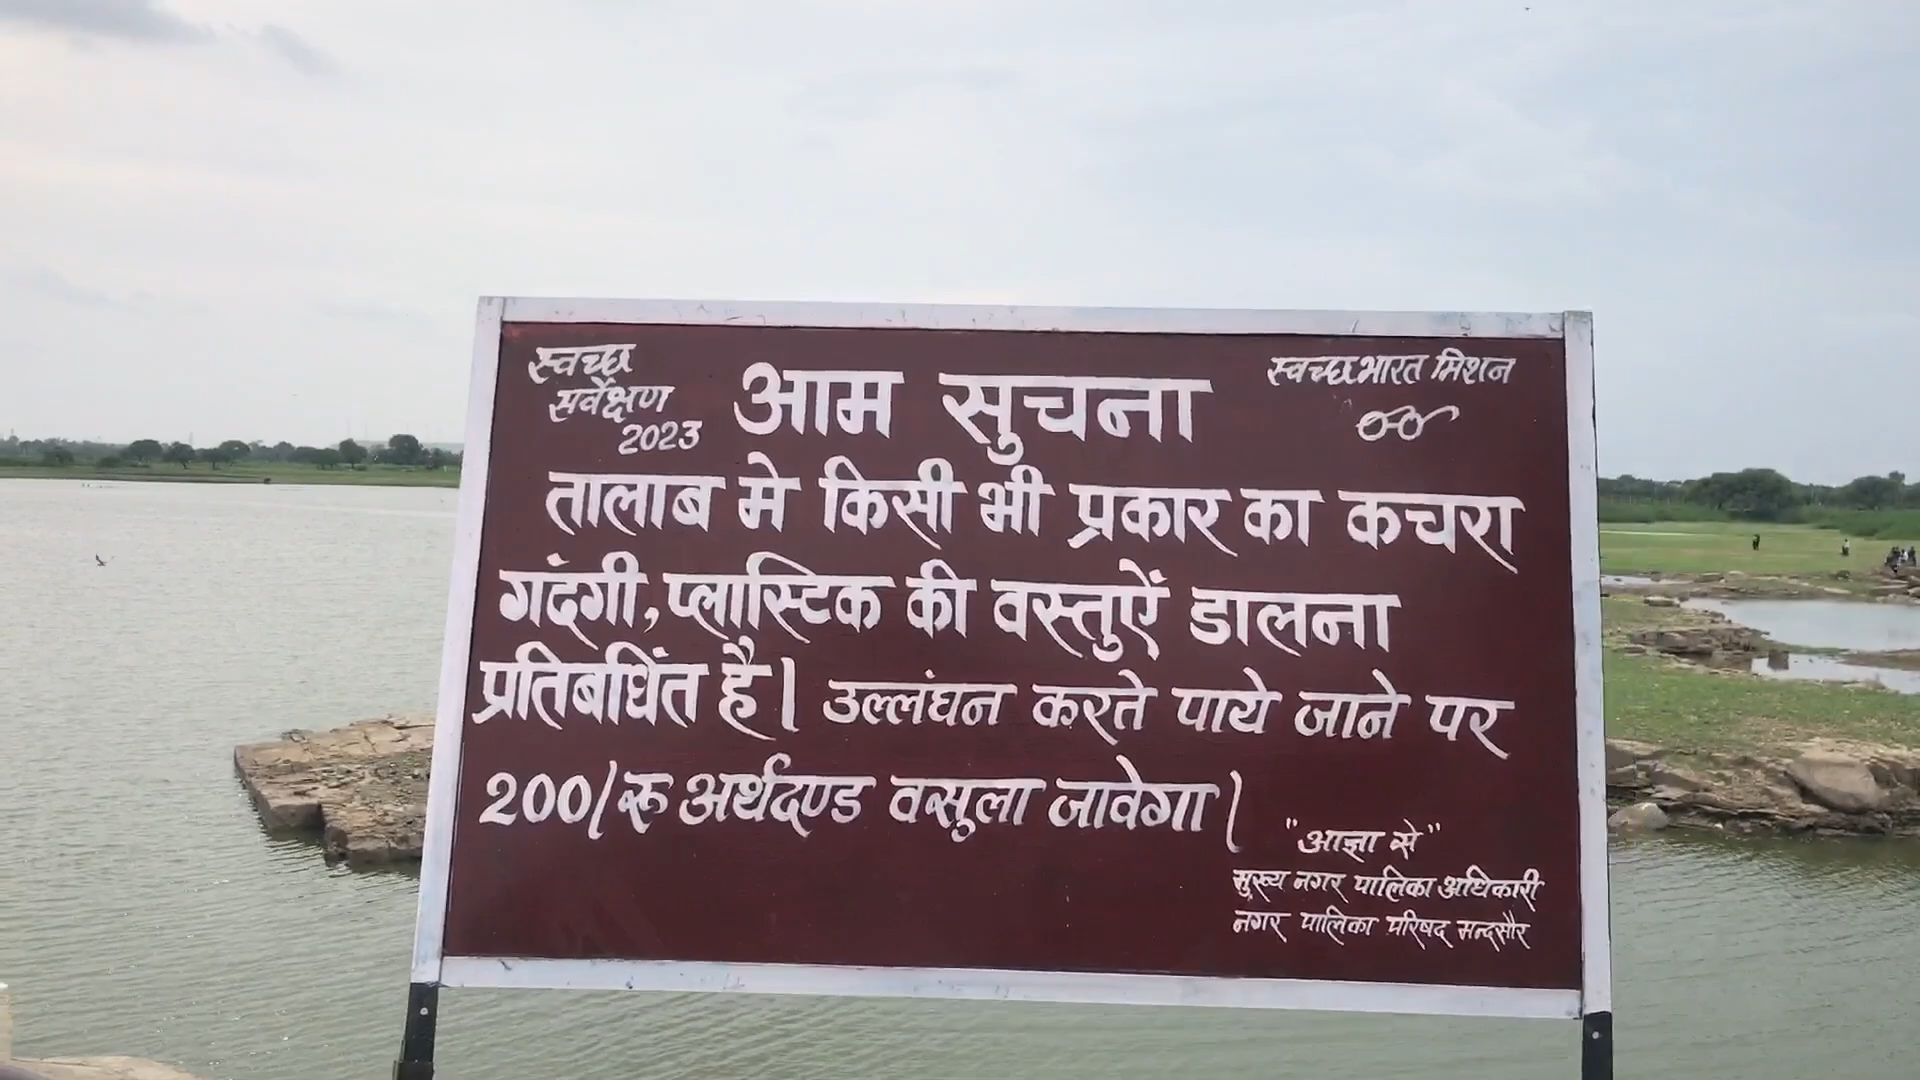 स्वच्छ
सर्वेक्षण
2023
आम सुचना
स्वच्छ भारत मिशन
तालाब मे किसी भी प्रकार का कचरा
गंदगी, प्लास्टिक की वस्तुऐं डालना
प्रतिबधिंत है। उल्लंघन करते पाये जाने पर
200/रू अर्थदण्ड वसुला जावेगा।
"आज्ञा से"
मुख्य नगर पालिका अधिकारी
नगर पालिका परिषद मन्दसौर